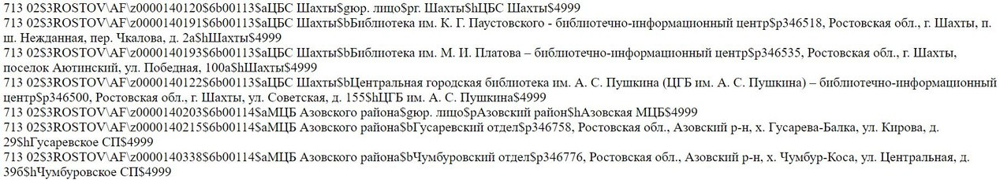 713 02$3ROSTOV\AF\z0000140120$6b00113$aЦБС Шахты$gюр. лицо$pг. Шахты$hЦБС Шахты$4999
713 02$3ROSTOV\AF\z0000140191$6b00113$aЦБС Шахты$bБиблиотека им. К. Г. Паустовского - библиотечно-информационный центр$p346518, Ростовская обл., г. Шахты, п.
ш. Нежданная, пер. Чкалова, д. 2а$hШахты$4999
713 02$3ROSTOV\AF\z0000140193$6b00113$aЦБС Шахты$bБиблиотека им. М. И. Платова – библиотечно-информационный центр$p346535, Ростовская обл., г. Шахты,
поселок Аютинский, ул. Победная, 100а$hШахты$4999
713 02$3ROSTOV\AF\z0000140122$6b00113$aЦБС Шахты$bЦентральная городская библиотека им. А. С. Пушкина (ЦГБ им. А. С. Пушкина) – библиотечно-информационный
центр$p346500, Ростовская обл., г. Шахты, ул. Советская, д. 155$hЦГБ им. А. С. Пушкина$4999
713 02$3ROSTOV\AF\z0000140203$6b00114$aМЦБ Азовского района$gюр. лицо$pАзовский район$hАзовская МЦБ$4999
713 02$3ROSTOV\AF\z0000140215$6b00114$aМЦБ Азовского района$bГусаревский отдел$p346758, Ростовская обл., Азовский р-н, х. Гусарева-Балка, ул. Кирова, д.
29$hГусаревское СП$4999
713 02$3ROSTOV\AF\z0000140338$6b00114$aМЦБ Азовского района$bЧумбуровский отдел$p346776, Ростовская обл., Азовский р-н, х. Чумбур-Коса, ул. Центральная, д.
39б$hЧумбуровское СП$4999